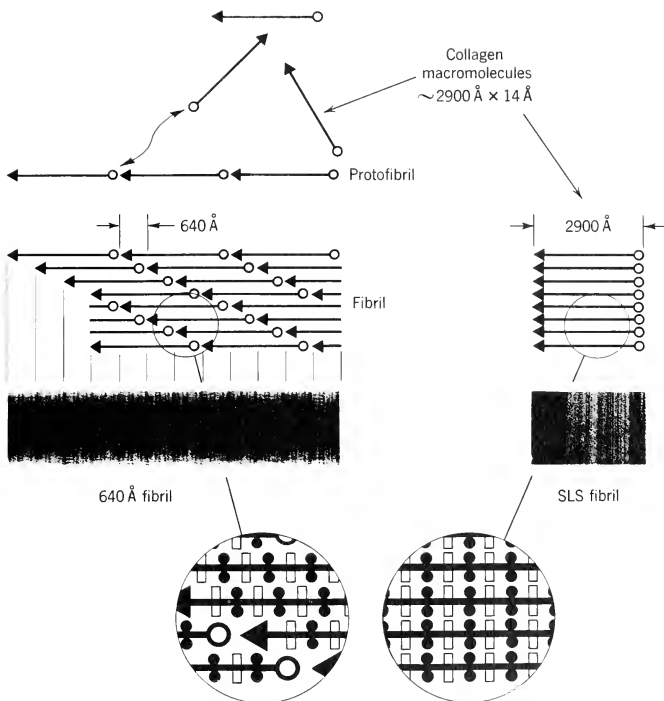 Collagen
macromolecules
~2900 Å × 14 Å
Protofibril
640 Å
2900 Å
Fibril
640 Å fibril
SLS fibril